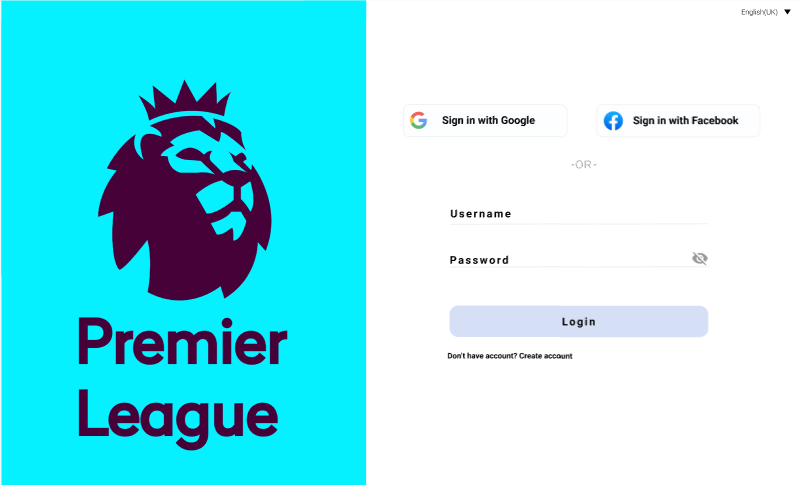 English(UK)
Sign in with Google
Sign in with Facebook
-OR-
Username
Password
Login
Don't have account? Create account
Premier
League